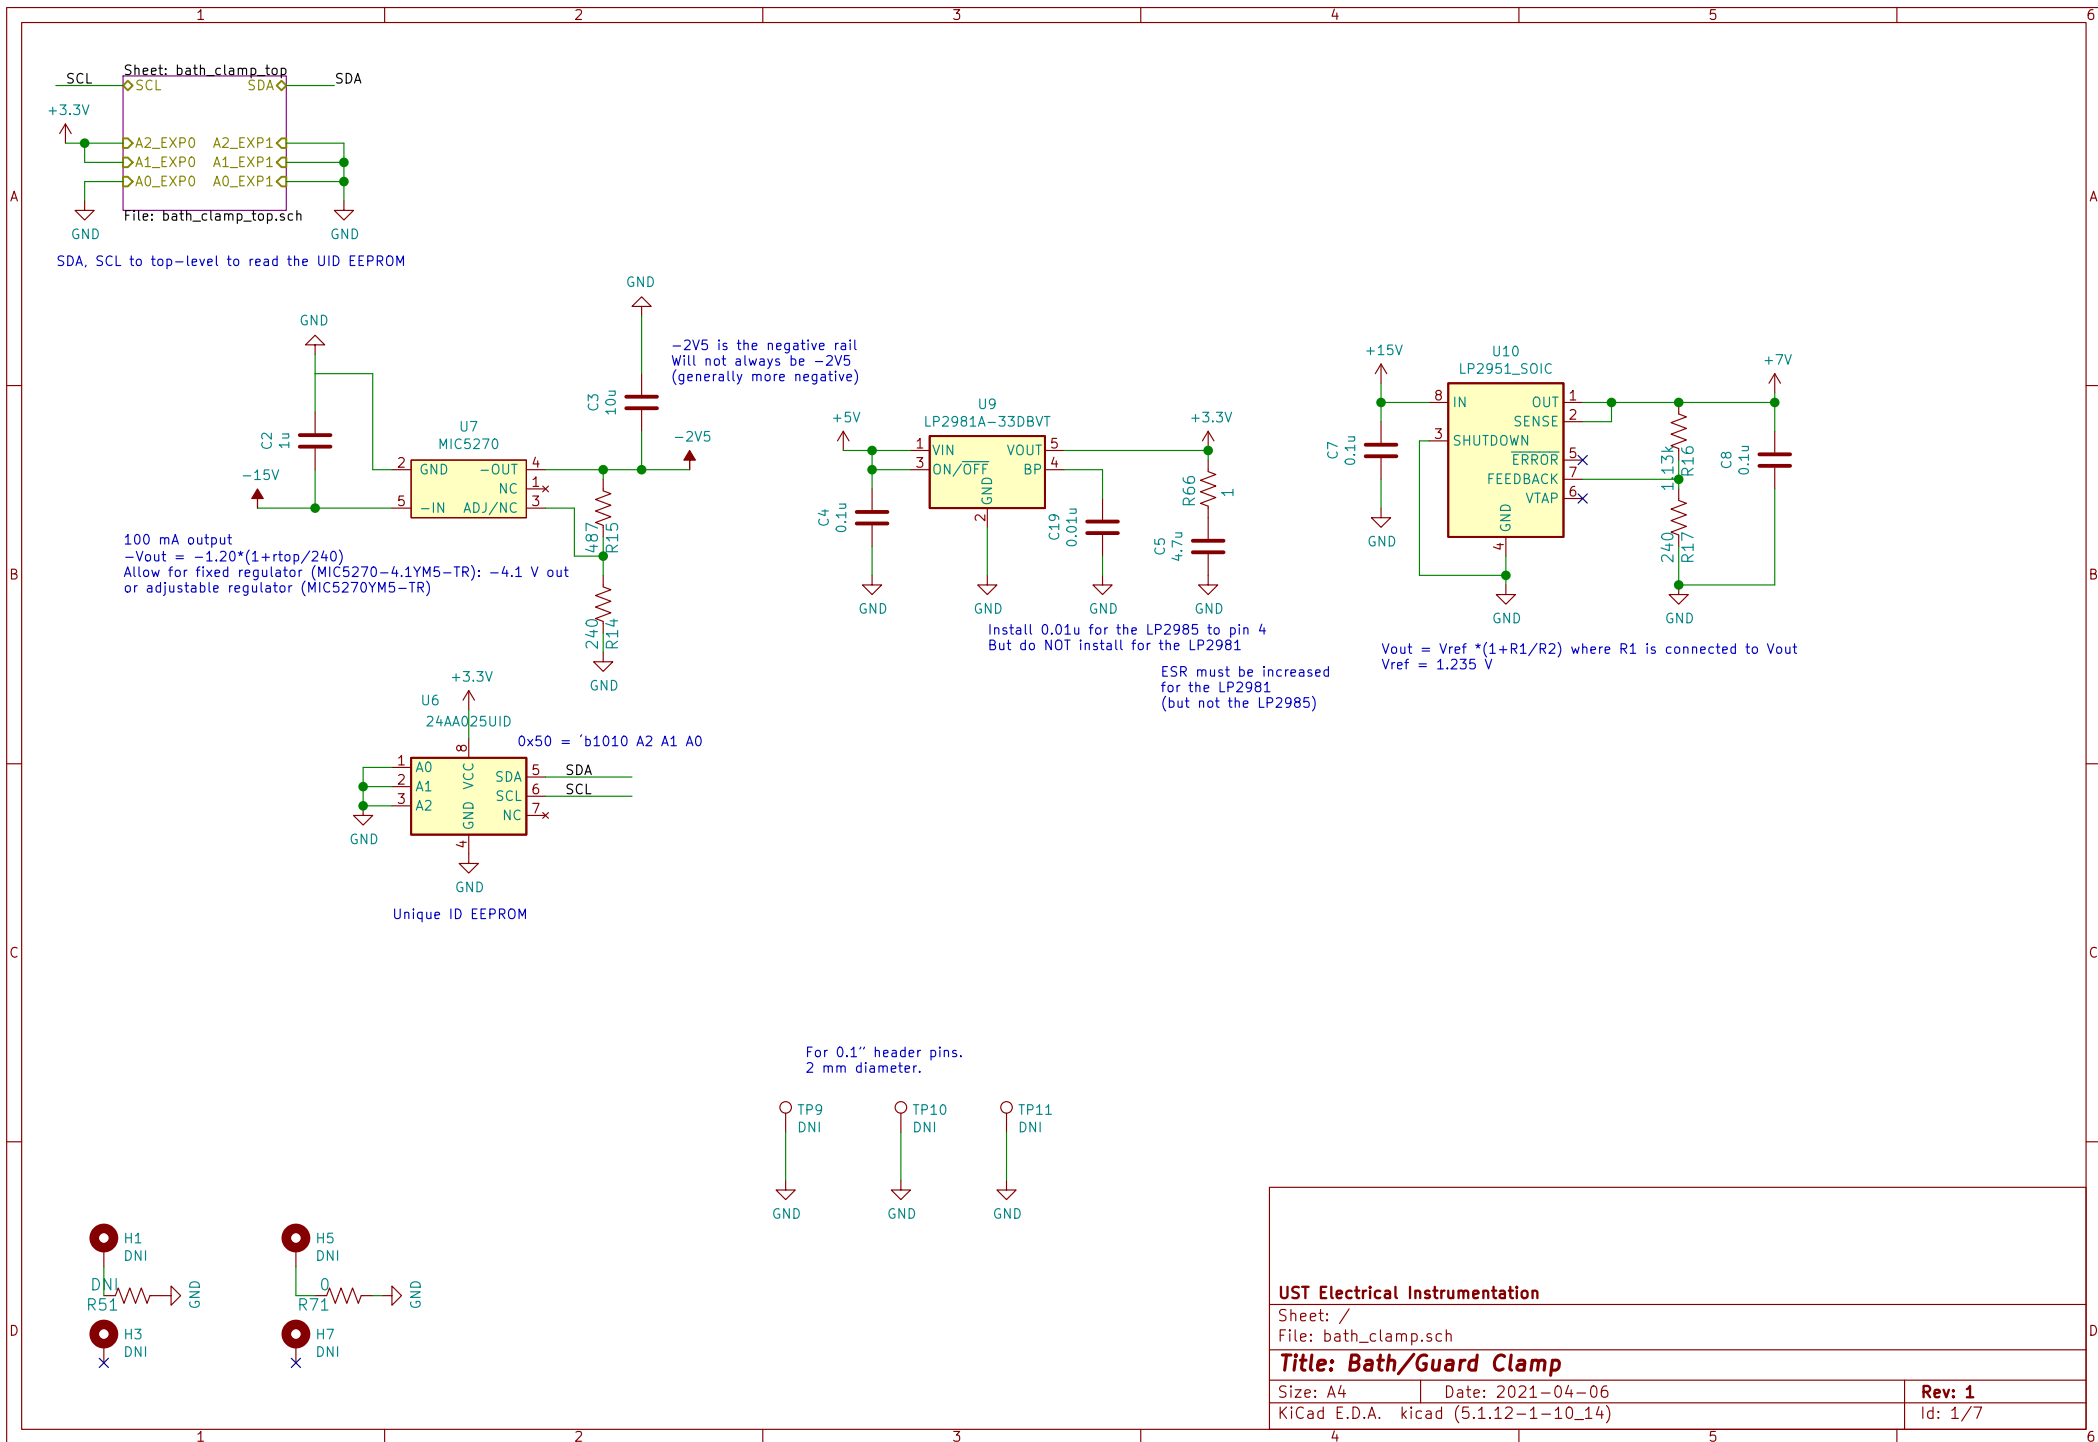 1 2 3 4 5 6
A
B
C
D
A
B
C
D
Sheet: bath_clamp_top
SCL
SCL
SDA
SDA
+3.3V
A2_EXP0
A2_EXP1
A1_EXP0
A1_EXP1
A0_EXP0
A0_EXP1
File: bath_clamp_top.sch
GND
GND
SDA, SCL to top-level to read the UID EEPROM
GND
C2
1u
-15V
U7
MIC5270
2 GND
-OUT 4
NC 1
5 -IN
ADJ/NC 3
GND
C3
10u
-2V5
487
R15
240
R14
GND
-2V5 is the negative rail
Will not always be -2V5
(generally more negative)
100 mA output
-Vout = -1.20*(1+rtop/240)
Allow for fixed regulator (MIC5270-4.1YM5-TR): -4.1 V out
or adjustable regulator (MIC5270YM5-TR)
+5V
U9
LP2981A-33DBVT
1 VIN
VOUT 5
3 ON/OFF
BP 4
GND
2
+3.3V
C4
0.1u
C19
0.01u
R66
1
C5
4.7u
GND
GND
GND
GND
Install 0.01u for the LP2985 to pin 4
But do NOT install for the LP2981
ESR must be increased
for the LP2981
(but not the LP2985)
+15V
U10
LP2951_SOIC
8 IN
OUT 1
SENSE 2
3 SHUTDOWN
ERROR 5
FEEDBACK 7
VTAP 6
GND
4
+7V
C7
0.1u
113k
R16
240
R17
C8
0.1u
GND
GND
GND
Vout = Vref *(1+R1/R2) where R1 is connected to Vout
Vref = 1.235 V
+3.3V
U6
24AA025UID
0x50 = 'b1010 A2 A1 A0
8
VCC
1 A0
2 A1
3 A2
SDA 5 SDA
SCL 6 SCL
NC 7
GND
4
GND
GND
Unique ID EEPROM
For 0.1" header pins.
2 mm diameter.
TP9
DNI
TP10
DNI
TP11
DNI
GND
GND
GND
H1
DNI
DNI
R51
GND
H3
DNI
H5
DNI
0
R71
GND
H7
DNI
UST Electrical Instrumentation
Sheet: /
File: bath_clamp.sch
Title: Bath/Guard Clamp
Size: A4
Date: 2021-04-06
Rev: 1
KiCad E.D.A. kicad (5.1.12-1-10_14)
Id: 1/7
1 2 3 4 5 6